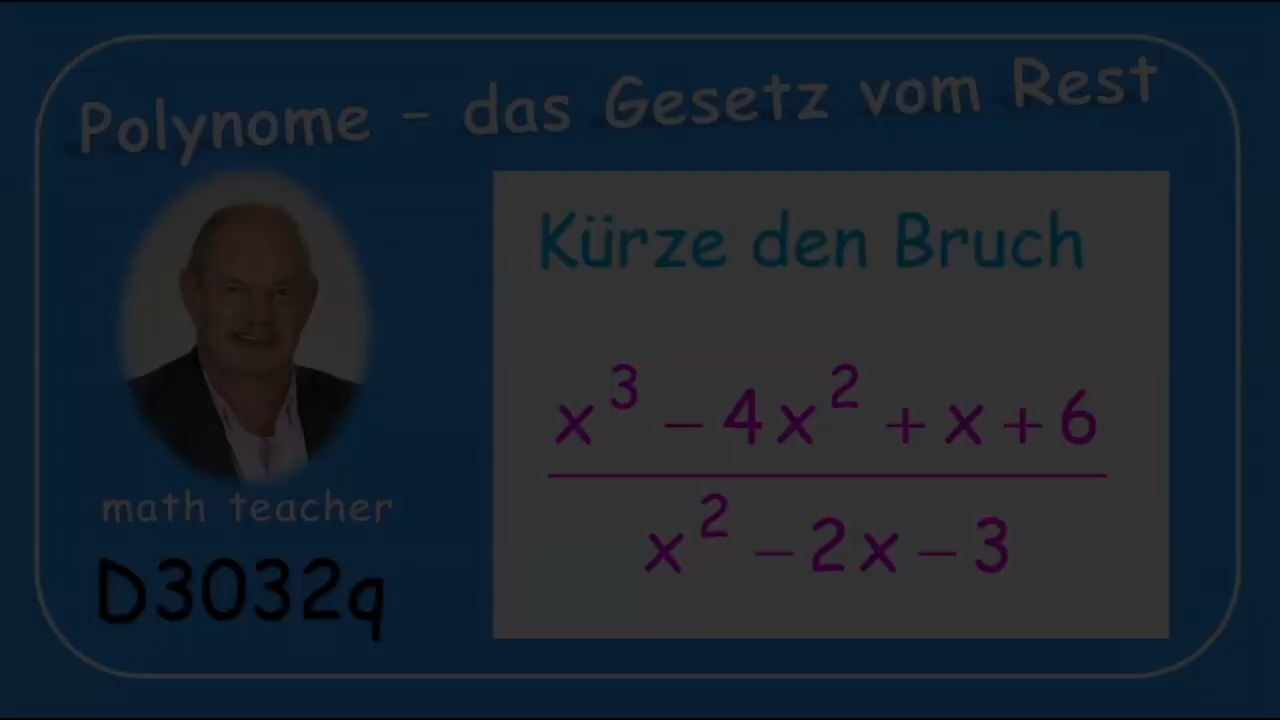 Polynome - das Gesetz vom Rest
Kürze den Bruch
x³ - 4x² + x + 6
x² - 2x - 3
math teacher
D3032q